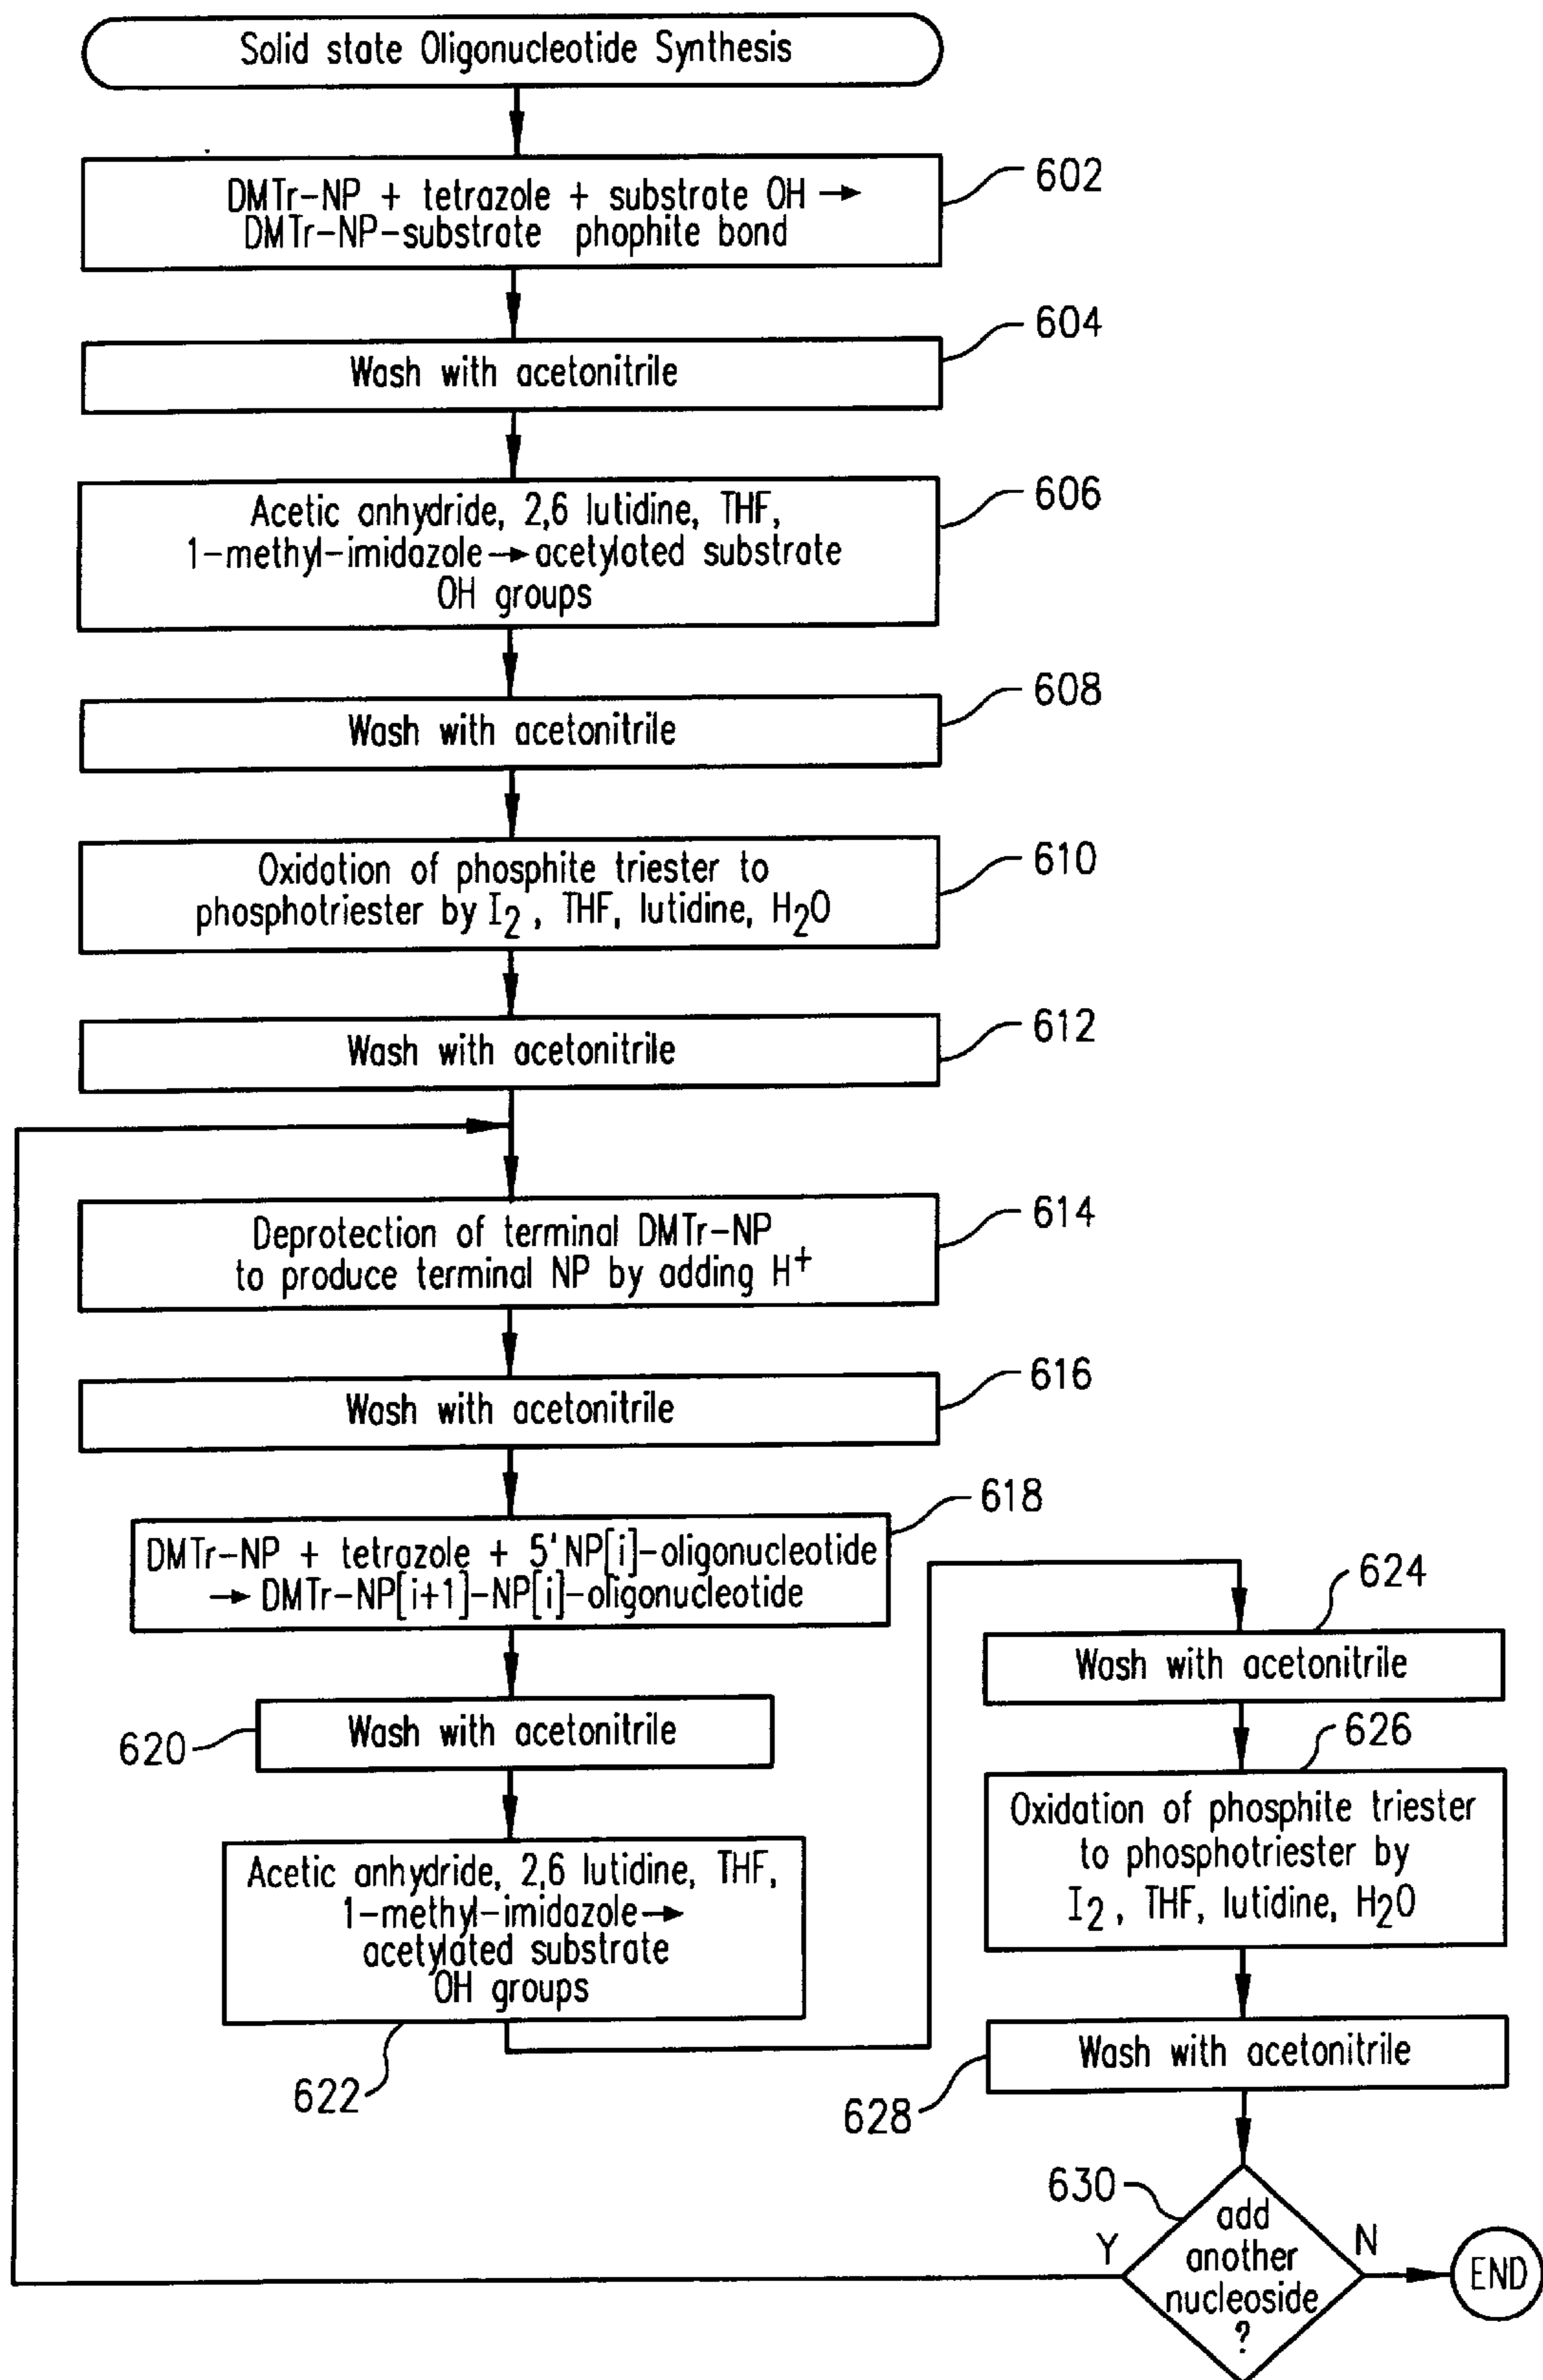 Solid state Oligonucleotide Synthesis
DMTr-NP + tetrazole + substrate OH →
DMTr-NP-substrate phophite bond
602
Wash with acetonitrile
604
Acetic anhydride, 2,6 lutidine, THF,
1-methyl-imidazole → acetylated substrate
OH groups
606
Wash with acetonitrile
608
Oxidation of phosphite triester to
phosphotriester by I2, THF, lutidine, H2O
610
Wash with acetonitrile
612
Deprotection of terminal DMTr-NP
to produce terminal NP by adding H+
614
Wash with acetonitrile
616
DMTr-NP + tetrazole + 5' NP[i]-oligonucleotide
→ DMTr-NP[i+1]-NP[i]-oligonucleotide
618
Wash with acetonitrile
620
Acetic anhydride, 2,6 lutidine, THF,
1-methyl-imidazole →
acetylated substrate
OH groups
622
Wash with acetonitrile
624
Oxidation of phosphite triester
to phosphotriester by
I2, THF, lutidine, H2O
626
Wash with acetonitrile
628
add
another
nucleoside
?
630
Y
N
END